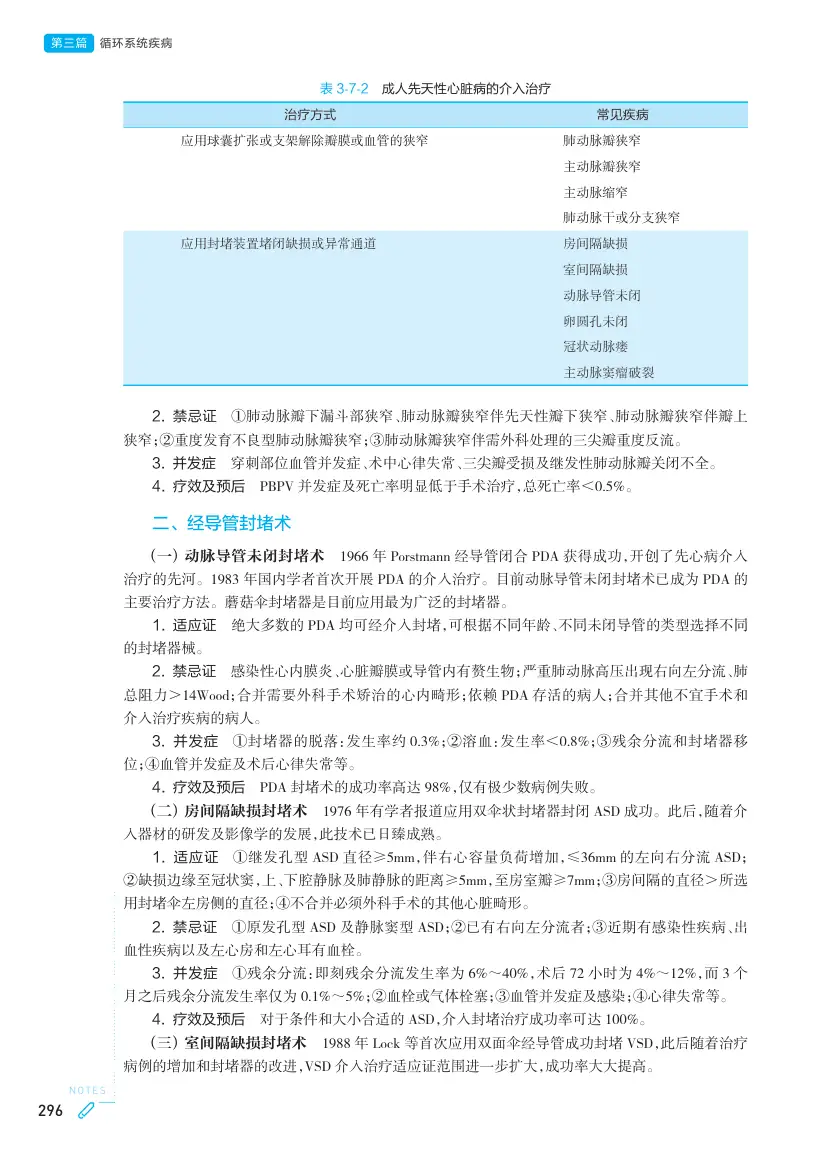 第三篇 循环系统疾病
表 3-7-2 成人先天性心脏病的介入治疗
治疗方式 常见疾病
应用球囊扩张或支架解除瓣膜或血管的狭窄 肺动脉瓣狭窄
主动脉瓣狭窄
主动脉缩窄
肺动脉干或分支狭窄
应用封堵装置堵闭缺损或异常通道 房间隔缺损
室间隔缺损
动脉导管未闭
卵圆孔未闭
冠状动脉瘘
主动脉窦瘤破裂
2. 禁忌证 ①肺动脉瓣下漏斗部狭窄、肺动脉瓣狭窄伴先天性瓣下狭窄、肺动脉瓣狭窄伴瓣上
狭窄;②重度发育不良型肺动脉瓣狭窄;③肺动脉瓣狭窄伴需外科处理的三尖瓣重度反流。
3. 并发症 穿刺部位血管并发症、术中心律失常、三尖瓣受损及继发性肺动脉瓣关闭不全。
4. 疗效及预后 PBPV 并发症及死亡率明显低于手术治疗,总死亡率<0.5%。
二、经导管封堵术
(一) 动脉导管未闭封堵术 1966 年 Porstmann 经导管闭合 PDA 获得成功,开创了先心病介入
治疗的先河。1983 年国内学者首次开展 PDA 的介入治疗。目前动脉导管未闭封堵术已成为 PDA 的
主要治疗方法。蘑菇伞封堵器是目前应用最为广泛的封堵器。
1. 适应证 绝大多数的 PDA 均可经介入封堵,可根据不同年龄、不同未闭导管的类型选择不同
的封堵器械。
2. 禁忌证 感染性心内膜炎、心脏瓣膜或导管内有赘生物;严重肺动脉高压出现右向左分流、肺
总阻力>14Wood;合并需要外科手术矫治的心内畸形;依赖 PDA 存活的病人;合并其他不宜手术和
介入治疗疾病的病人。
3. 并发症 ①封堵器的脱落:发生率约 0.3%;②溶血:发生率<0.8%;③残余分流和封堵器移
位;④血管并发症及术后心律失常等。
4. 疗效及预后 PDA 封堵术的成功率高达 98%,仅有极少数病例失败。
(二) 房间隔缺损封堵术 1976 年有学者报道应用双伞状封堵器封闭 ASD 成功。此后,随着介
入器材的研发及影像学的发展,此技术已日臻成熟。
1. 适应证 ①继发孔型 ASD 直径≥5mm,伴右心容量负荷增加,≤36mm 的左向右分流 ASD;
②缺损边缘至冠状窦,上、下腔静脉及肺静脉的距离≥5mm,至房室瓣≥7mm;③房间隔的直径>所选
用封堵伞左房侧的直径;④不合并必须外科手术的其他心脏畸形。
2. 禁忌证 ①原发孔型 ASD 及静脉窦型 ASD;②已有右向左分流者;③近期有感染性疾病、出
血性疾病以及左心房和左心耳有血栓。
3. 并发症 ①残余分流:即刻残余分流发生率为 6%~40%,术后 72 小时为 4%~12%,而 3 个
月之后残余分流发生率仅为 0.1%~5%;②血栓或气体栓塞;③血管并发症及感染;④心律失常等。
4. 疗效及预后 对于条件和大小合适的 ASD,介入封堵治疗成功率可达 100%。
(三) 室间隔缺损封堵术 1988 年 Lock 等首次应用双面伞经导管成功封堵 VSD,此后随着治疗
病例的增加和封堵器的改进,VSD 介入治疗适应证范围进一步扩大,成功率大大提高。
NOTES
296